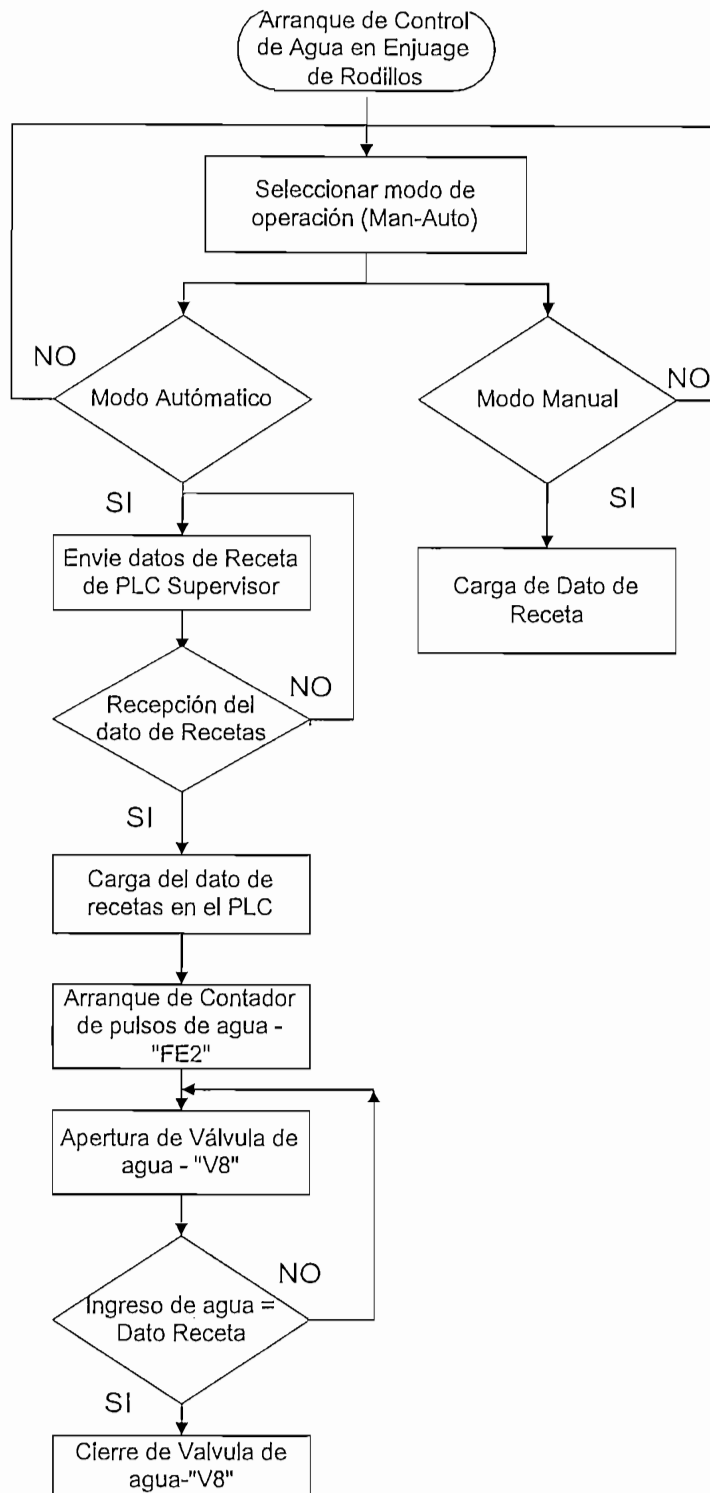 Arranque de Control
de Agua en Enjuage
de Rodillos
Seleccionar modo de
operación (Man-Auto)
NO
Modo Autómatico
Modo Manual
NO
SI
SI
Envie datos de Receta
de PLC Supervisor
Carga de Dato de
Receta
Recepción del
dato de Recetas
NO
SI
Carga del dato de
recetas en el PLC
Arranque de Contador
de pulsos de agua -
"FE2"
Apertura de Válvula de
agua - "V8"
NO
Ingreso de agua =
Dato Receta
SI
Cierre de Valvula de
agua-"V8"